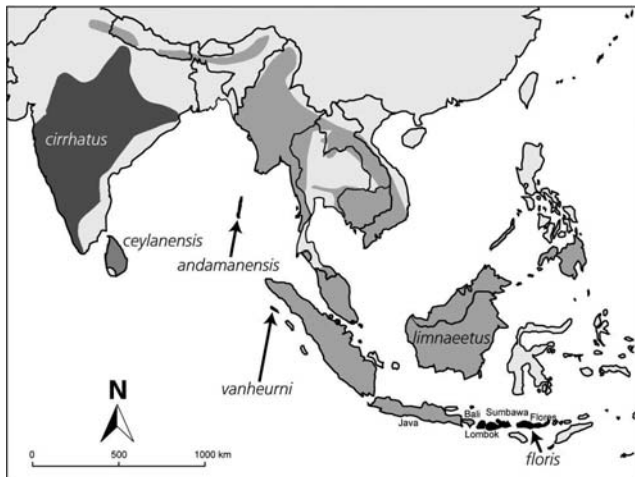 cirrhatus
ceylanensis
andamanensis
limnaeetus
vanheurni
N
Bali Sumbawa Flores
Java Lombok
floris
0 500 1000 km